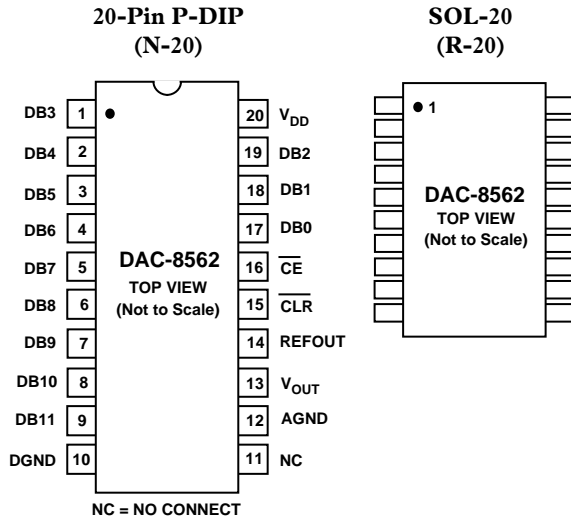 20-Pin P-DIP
(N-20)
DB3 1 20 VDD
DB4 2 19 DB2
DB5 3 18 DB1
DB6 4 17 DB0
DB7 5 16 CE
DB8 6 15 CLR
DB9 7 14 REFOUT
DB10 8 13 VOUT
DB11 9 12 AGND
DGND 10 11 NC
DAC-8562
TOP VIEW
(Not to Scale)
NC = NO CONNECT
SOL-20
(R-20)
1
DAC-8562
TOP VIEW
(Not to Scale)